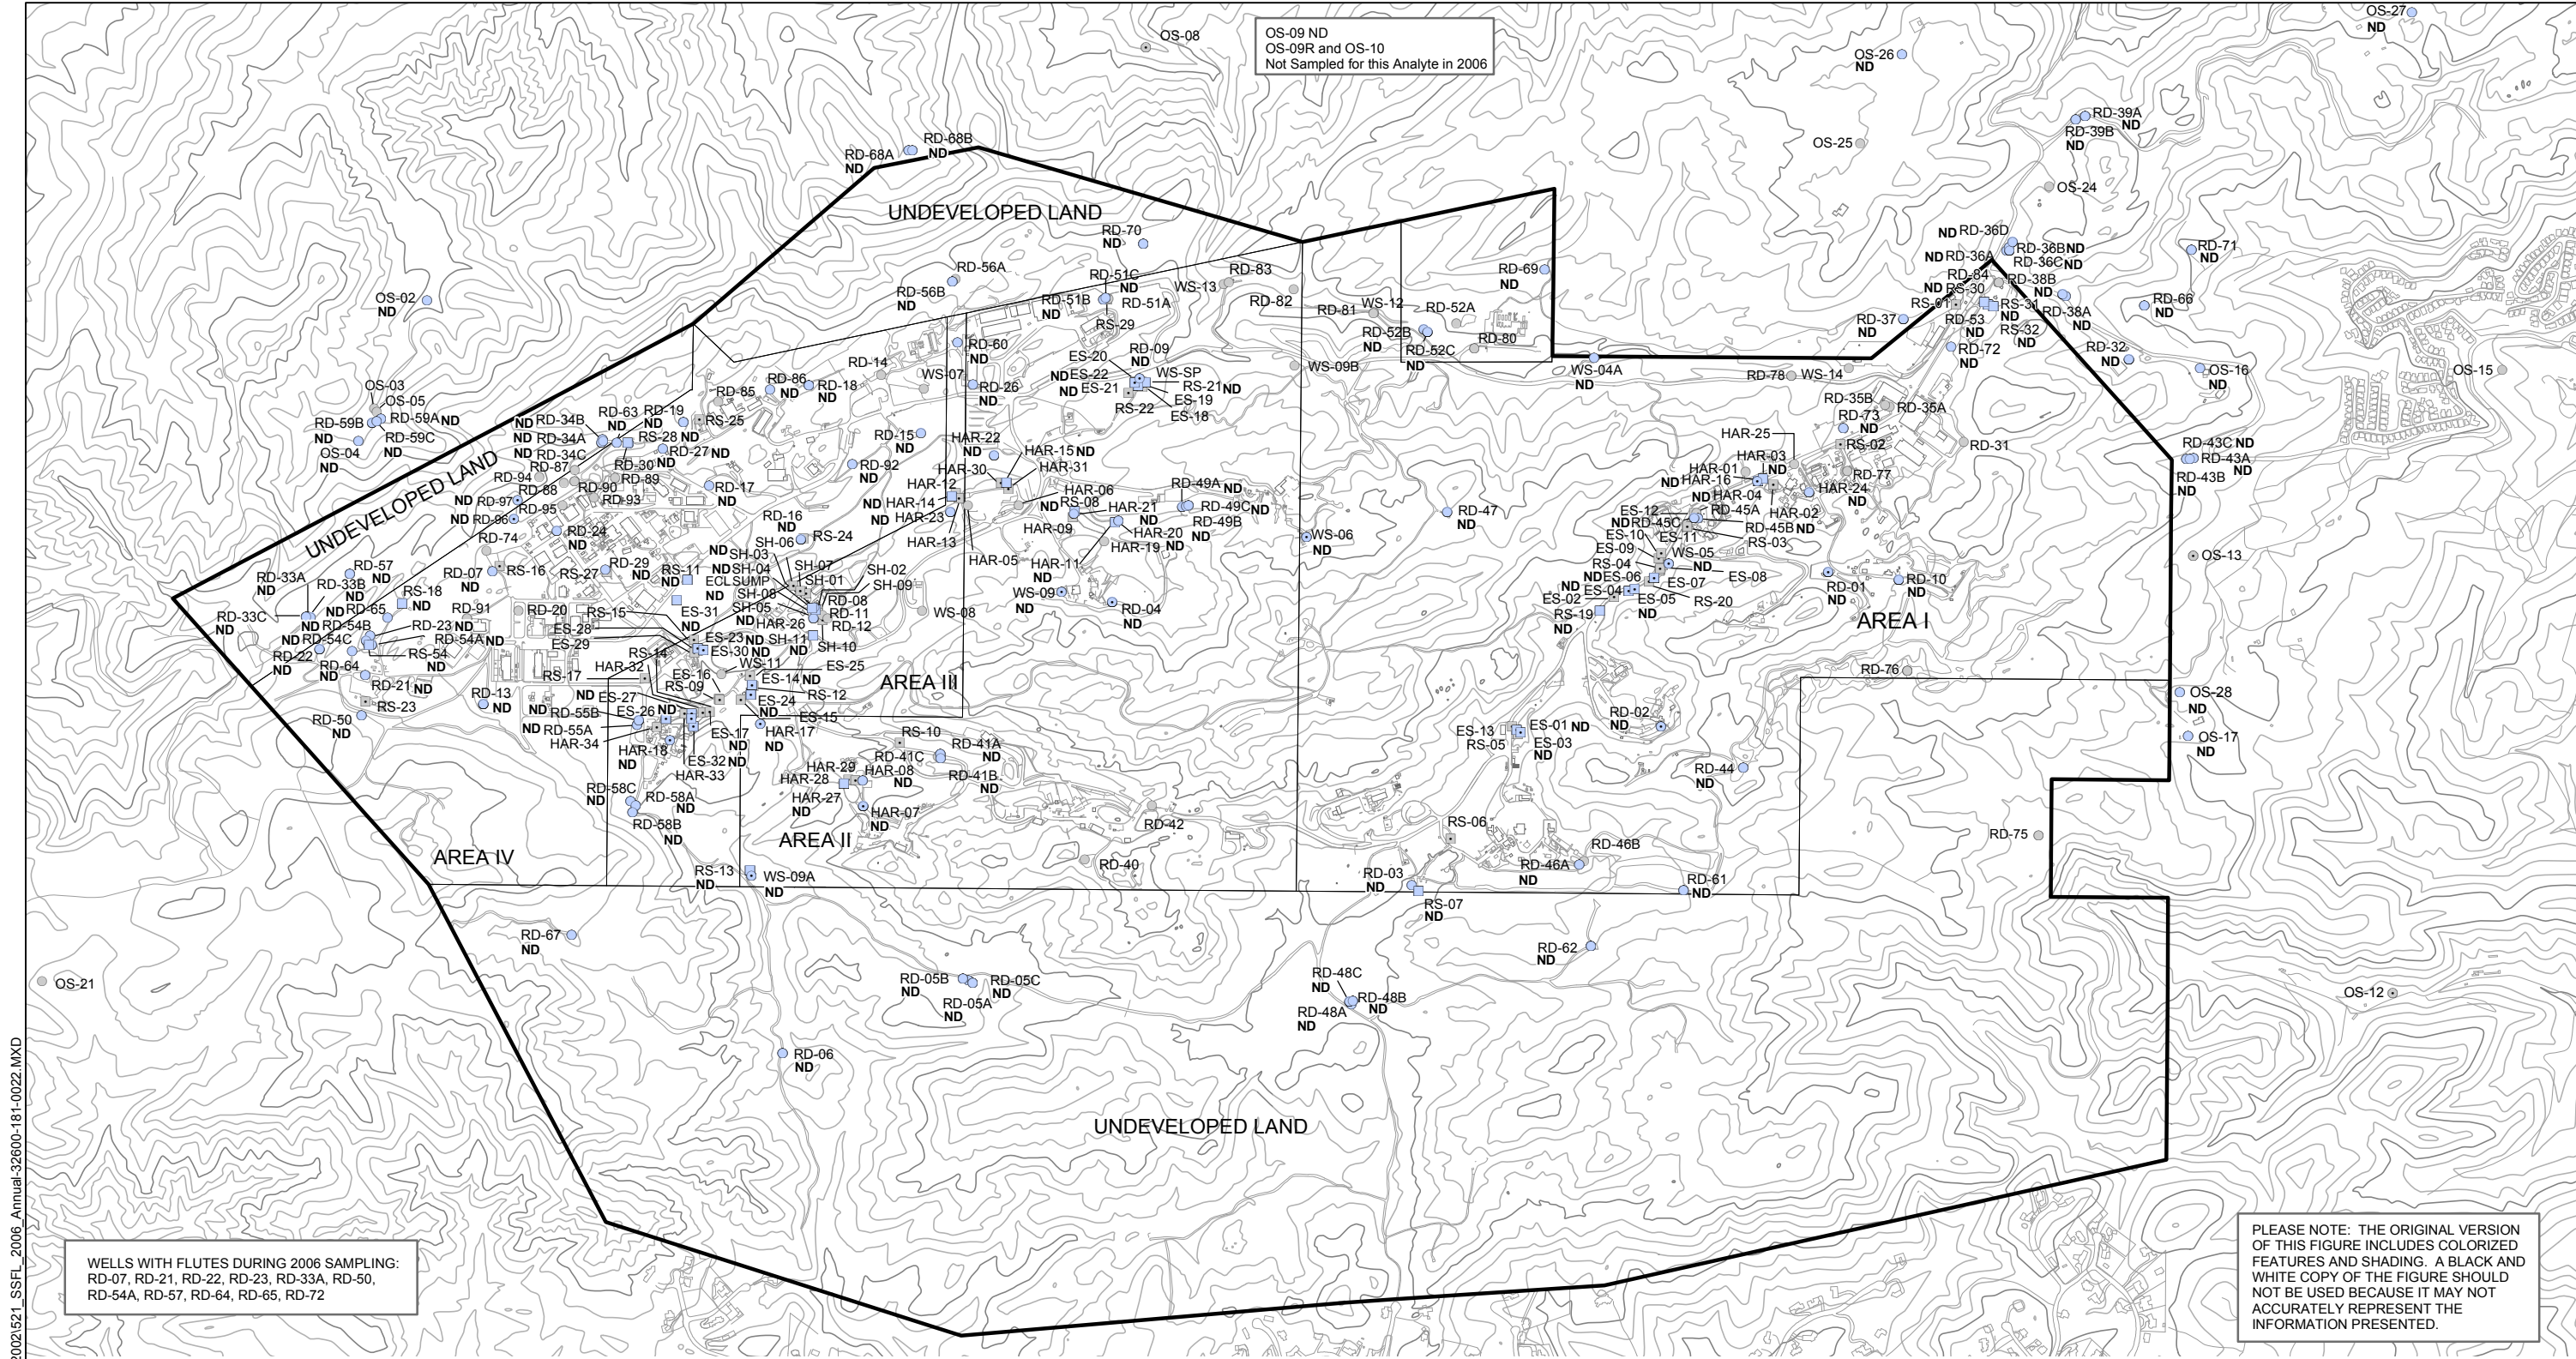 OS-27
ND
OS-08
OS-09 ND
OS-09R and OS-10
Not Sampled for this Analyte in 2006
OS-26
ND
RD-39A
ND
RD-39B
ND
OS-25
RD-68B
ND
RD-68A
ND
OS-24
UNDEVELOPED LAND
RD-70
ND
ND RD-36D
RD-36B ND
RD-36C
ND
ND RD-36A
RD-71
ND
RD-56A
RD-56B
ND
RD-51C
ND
RD-51B
ND
RD-51A
RS-29
WS-13
RD-83
RD-82
RD-69
ND
RD-84
ND RS-30
RS-01
RD-38B
ND
RD-38A
ND
RS-31
ND
RS-32
ND
RD-53
ND
RD-72
ND
RD-66
ND
OS-02
ND
RD-81
WS-12
RD-52A
RD-52B
ND
RD-52C
ND
RD-80
RD-37
ND
RD-32
ND
OS-16
ND
OS-15
RD-60
ND
RD-14
WS-07
RD-26
ND
ES-20
RD-09
ND
ND ES-22
ND ES-21
WS-SP
RS-21 ND
ES-19
ES-18
RS-22
WS-09B
WS-04A
ND
RD-78
WS-14
OS-03
OS-05
RD-59A ND
RD-59B
ND
RD-59C
ND
OS-04
ND
RD-86
ND
RD-18
ND
RD-85
RS-25
ND RD-34B
ND RD-34A
ND RD-34C
RD-63
ND
RD-19
ND
RS-28
ND
RD-27 ND
ND
RD-30
RD-87
RD-94
RD-88
RD-89
RD-90
RD-93
ND RD-97
RD-95
ND RD-96
RD-17
ND
RD-15
ND
RD-92
ND
HAR-22
ND
HAR-15 ND
HAR-30
HAR-31
HAR-12
ND
HAR-14
ND
HAR-23
HAR-13
HAR-05
HAR-06
ND
RS-08
HAR-09
HAR-21
ND
HAR-20
ND
HAR-19
HAR-11
ND
RD-49A
ND
RD-49C
ND
RD-49B
ND
WS-06
ND
RD-47
ND
RD-35B
RD-35A
RD-73
ND
RS-02
RD-31
RD-77
HAR-25
HAR-03
ND
HAR-01
ND HAR-16
ND HAR-04
HAR-24
ND
HAR-02
RD-43C ND
RD-43A
ND
RD-43B
ND
UNDEVELOPED LAND
RD-24
ND
RD-74
RD-07
ND
RS-16
RS-27
RD-29
ND
RS-11
ND
RD-16
ND
RS-24
SH-06
SH-03
ND
ND SH-04
ECL SUMP
ND
SH-07
SH-01
SH-02
SH-09
SH-08
SH-05
ND
RD-08
RD-11
RD-12
HAR-26
WS-08
ES-12
RD-45A
ND RD-45C
RD-45B ND
ES-11
RS-03
ES-10
ES-09
WS-05
ND
RS-04
ND ES-06
ES-08
ES-07
RS-20
ES-04
ES-05
ND
ES-02
RS-19
ND
OS-13
RD-01
ND
RD-10
ND
AREA I
RD-33A
ND
RD-33B
ND
RD-33C
ND
RD-57
ND
RS-18
ND
ND RD-65
RD-54B
ND RD-54C
RD-23
ND
RD-54A ND
RS-54
ND
RD-22
ND
RD-64
ND
RD-21 ND
RS-23
RD-50
ND
RD-91
RD-20
RS-15
ES-31
ND
ES-28
ES-29
RS-14
ES-23
ND
ES-30 ND
SH-11
ND
SH-10
WS-09
ND
RD-04
ND
RD-13
ND
RS-17
HAR-32
ES-16
WS-11
ES-25
ES-14 ND
RS-09
RS-12
ES-24
ND
AREA III
ND
ES-27
ND
RD-55B
ES-26
ND
ND RD-55A
HAR-34
ES-17
ND
ES-15
HAR-17
ND
HAR-18
ND
ES-32 ND
HAR-33
RS-10
RD-41C
RD-41A
ND
RD-41B
ND
HAR-29
HAR-08
ND
HAR-28
HAR-27
ND
HAR-07
ND
AREA II
RD-58C
ND
RD-58A
ND
RD-58B
ND
RD-76
ES-13
ES-01 ND
RS-05
ES-03
ND
RD-02
ND
RD-44
ND
OS-28
ND
OS-17
ND
RD-42
RD-40
RS-06
RD-46B
RD-46A
ND
RD-75
AREA IV
RS-13
ND
WS-09A
ND
RD-03
ND
RS-07
ND
RD-61
ND
RD-67
ND
RD-62
ND
OS-21
RD-05B
ND
RD-05C
ND
RD-05A
ND
RD-48C
ND
RD-48B
ND
RD-48A
ND
OS-12
RD-06
ND
UNDEVELOPED LAND
WELLS WITH FLUTES DURING 2006 SAMPLING:
RD-07, RD-21, RD-22, RD-23, RD-33A, RD-50,
RD-54A, RD-57, RD-64, RD-65, RD-72
PLEASE NOTE: THE ORIGINAL VERSION
OF THIS FIGURE INCLUDES COLORIZED
FEATURES AND SHADING. A BLACK AND
WHITE COPY OF THE FIGURE SHOULD
NOT BE USED BECAUSE IT MAY NOT
ACCURATELY REPRESENT THE
INFORMATION PRESENTED.
2002\521_SSFL_2006_Annual-32600-181-0022.MXD